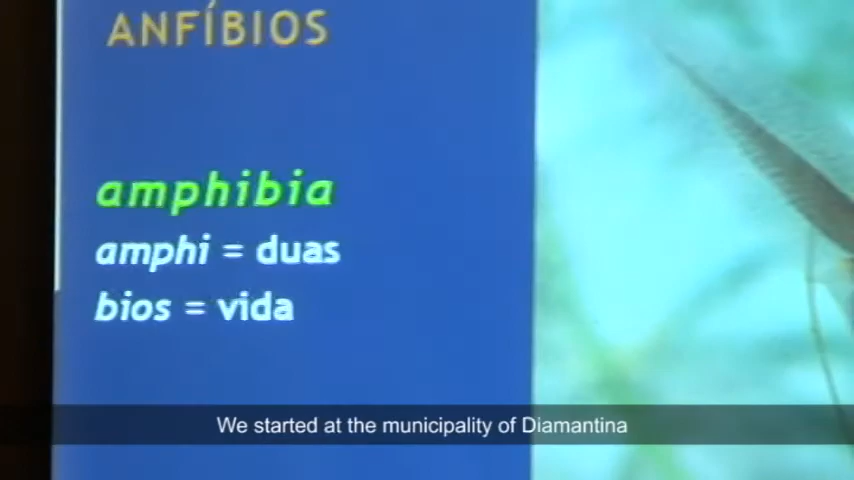 ANFÍBIOS
amphibia
amphi = duas
bios = vida
We started at the municipality of Diamantina